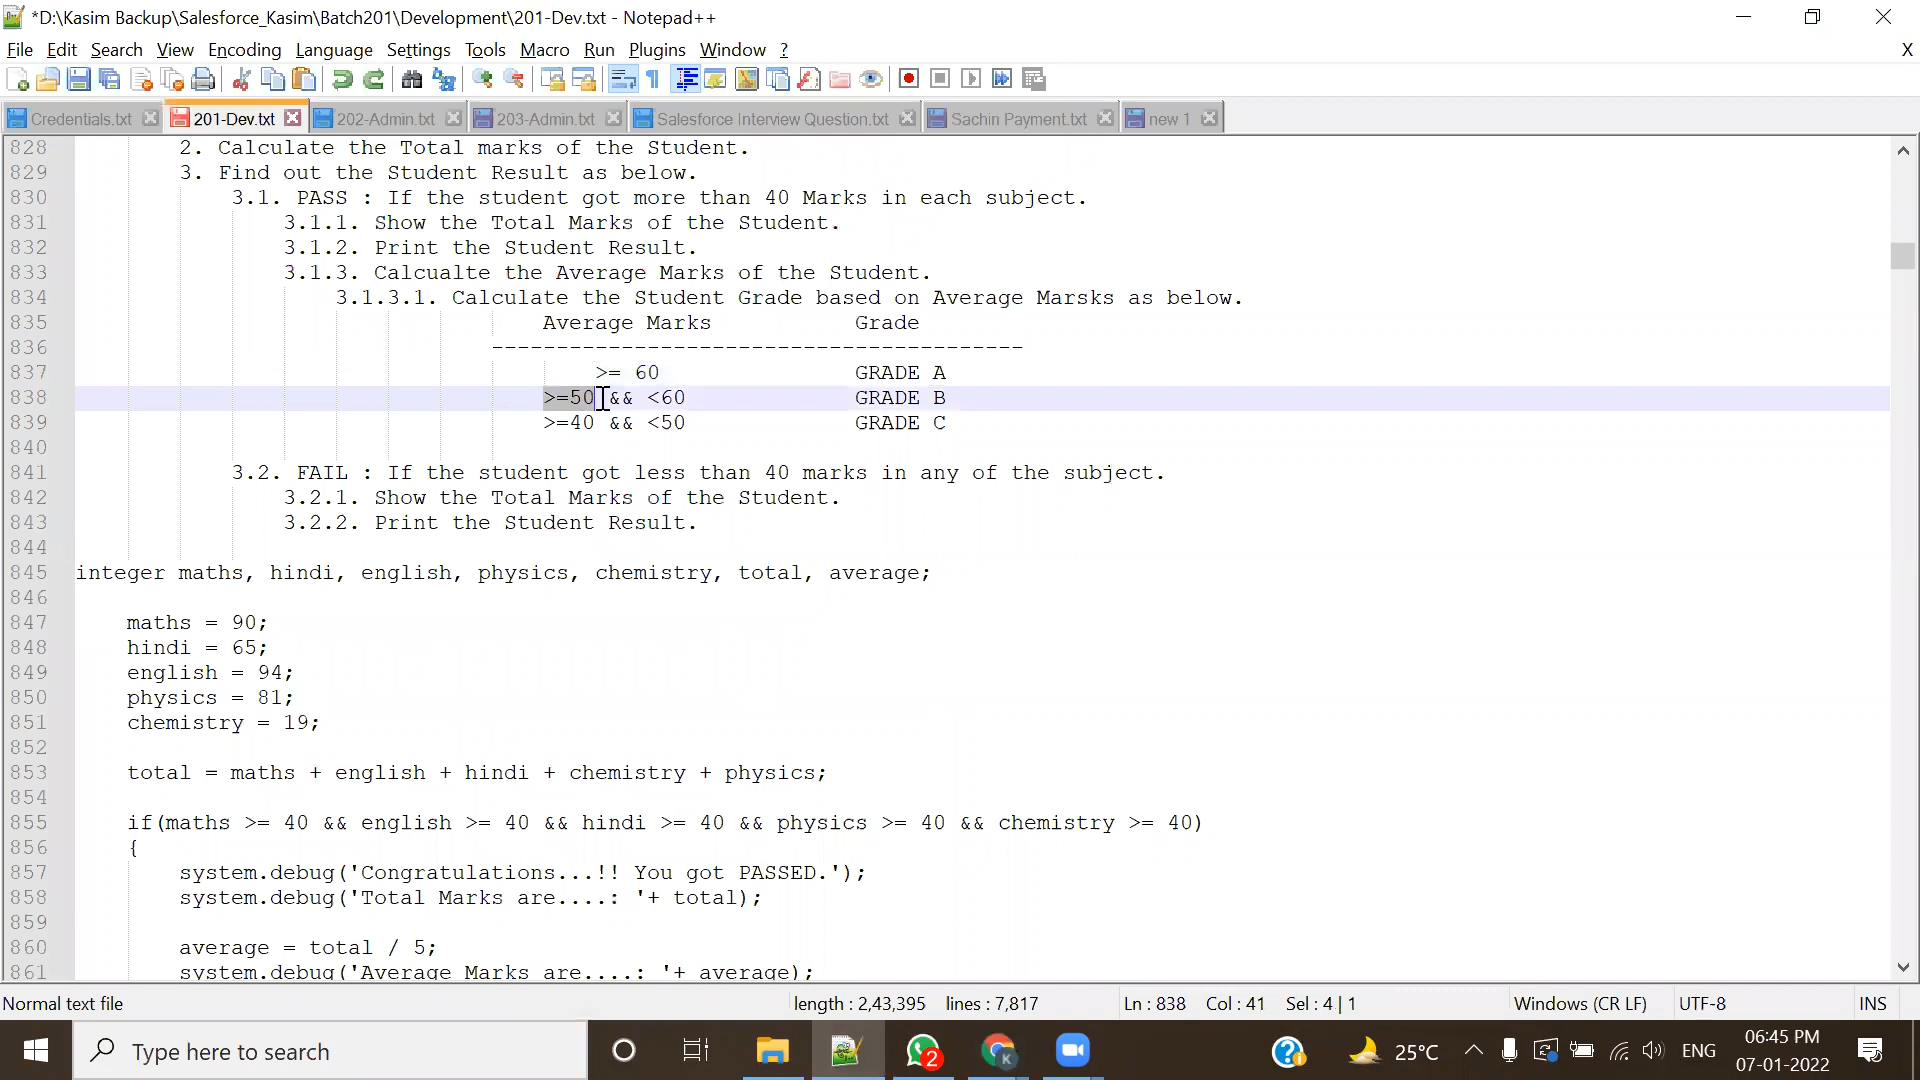 *D:\Kasim Backup\Salesforce_Kasim\Batch201\Development\201-Dev.txt - Notepad++
File Edit Search View Encoding Language Settings Tools Macro Run Plugins Window ? X
Credentials.txt 201-Dev.txt 202-Admin.txt 203-Admin.txt Salesforce Interview Question.txt Sachin Payment.txt new 1
828 2. Calculate the Total marks of the Student.
829 3. Find out the Student Result as below.
830 3.1. PASS : If the student got more than 40 Marks in each subject.
831 3.1.1. Show the Total Marks of the Student.
832 3.1.2. Print the Student Result.
833 3.1.3. Calcualte the Average Marks of the Student.
834 3.1.3.1. Calculate the Student Grade based on Average Marsks as below.
835 Average Marks Grade
836 -----------------------------------------
837 >= 60 GRADE A
838 >=50 && <60 GRADE B
839 >=40 && <50 GRADE C
840
841 3.2. FAIL : If the student got less than 40 marks in any of the subject.
842 3.2.1. Show the Total Marks of the Student.
843 3.2.2. Print the Student Result.
844
845 integer maths, hindi, english, physics, chemistry, total, average;
846
847 maths = 90;
848 hindi = 65;
849 english = 94;
850 physics = 81;
851 chemistry = 19;
852
853 total = maths + english + hindi + chemistry + physics;
854
855 if(maths >= 40 && english >= 40 && hindi >= 40 && physics >= 40 && chemistry >= 40)
856 {
857 system.debug('Congratulations...!! You got PASSED.');
858 system.debug('Total Marks are....: '+ total);
859
860 average = total / 5;
861 system.debug('Average Marks are....: '+ average);
Normal text file length : 2,43,395 lines : 7,817 Ln : 838 Col : 41 Sel : 4 | 1 Windows (CR LF) UTF-8 INS
Type here to search 2 K 25°C ENG 06:45 PM
07-01-2022